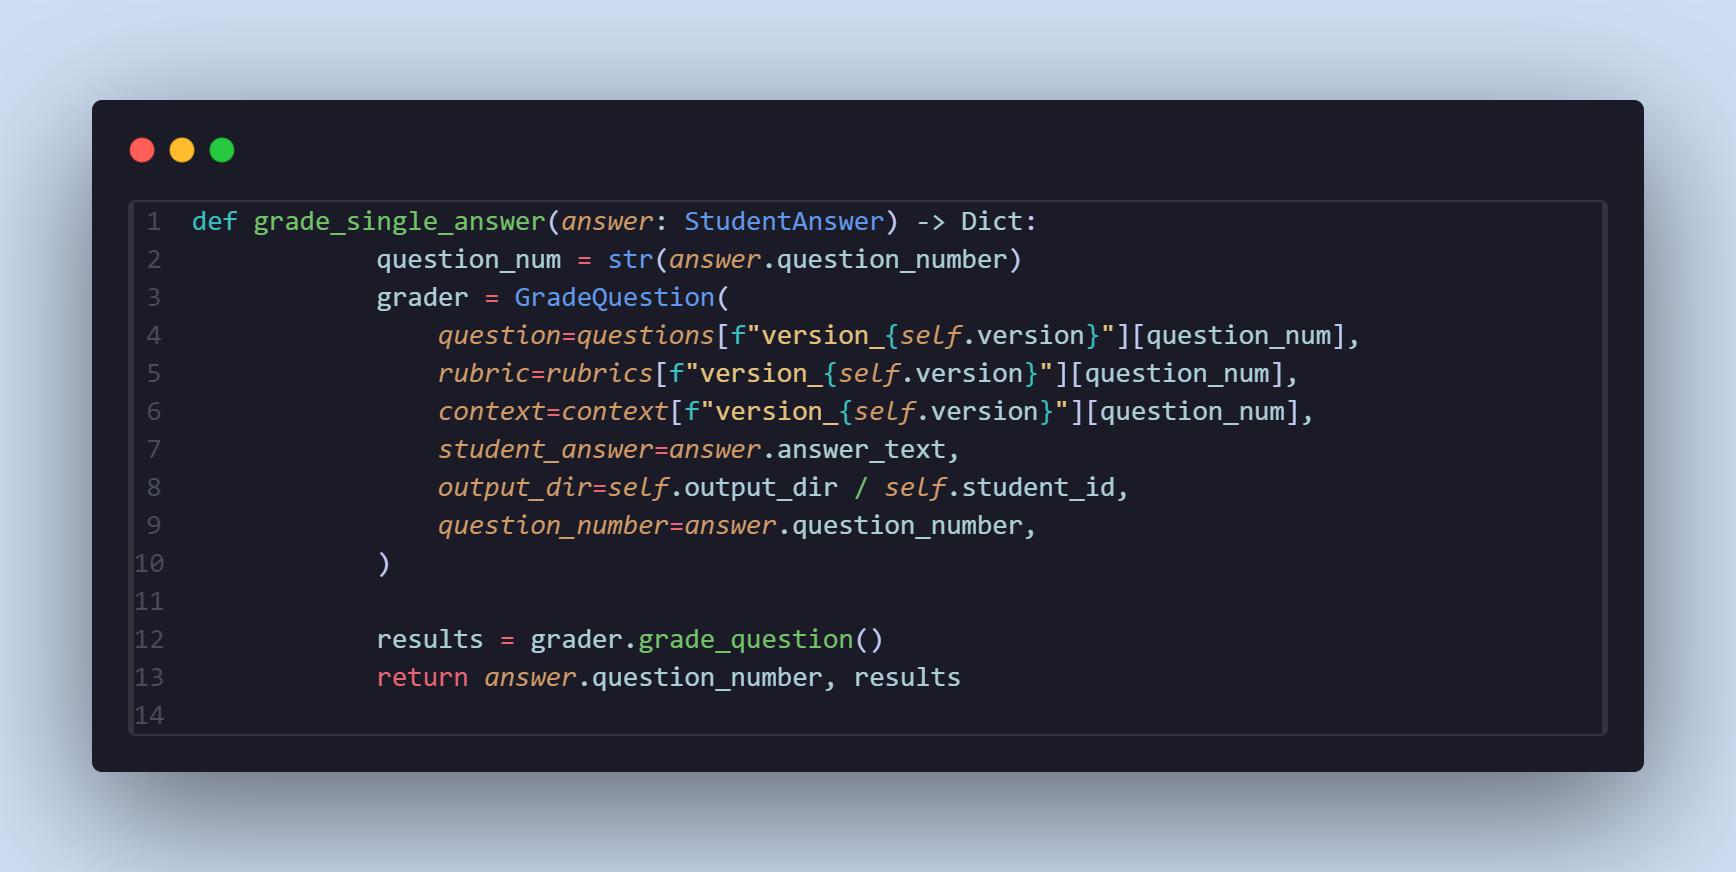 1 def grade_single_answer(answer: StudentAnswer) -> Dict:
2             question_num = str(answer.question_number)
3             grader = GradeQuestion(
4                 question=questions[f"version_{self.version}"][question_num],
5                 rubric=rubrics[f"version_{self.version}"][question_num],
6                 context=context[f"version_{self.version}"][question_num],
7                 student_answer=answer.answer_text,
8                 output_dir=self.output_dir / self.student_id,
9                 question_number=answer.question_number,
10             )
11
12             results = grader.grade_question()
13             return answer.question_number, results
14